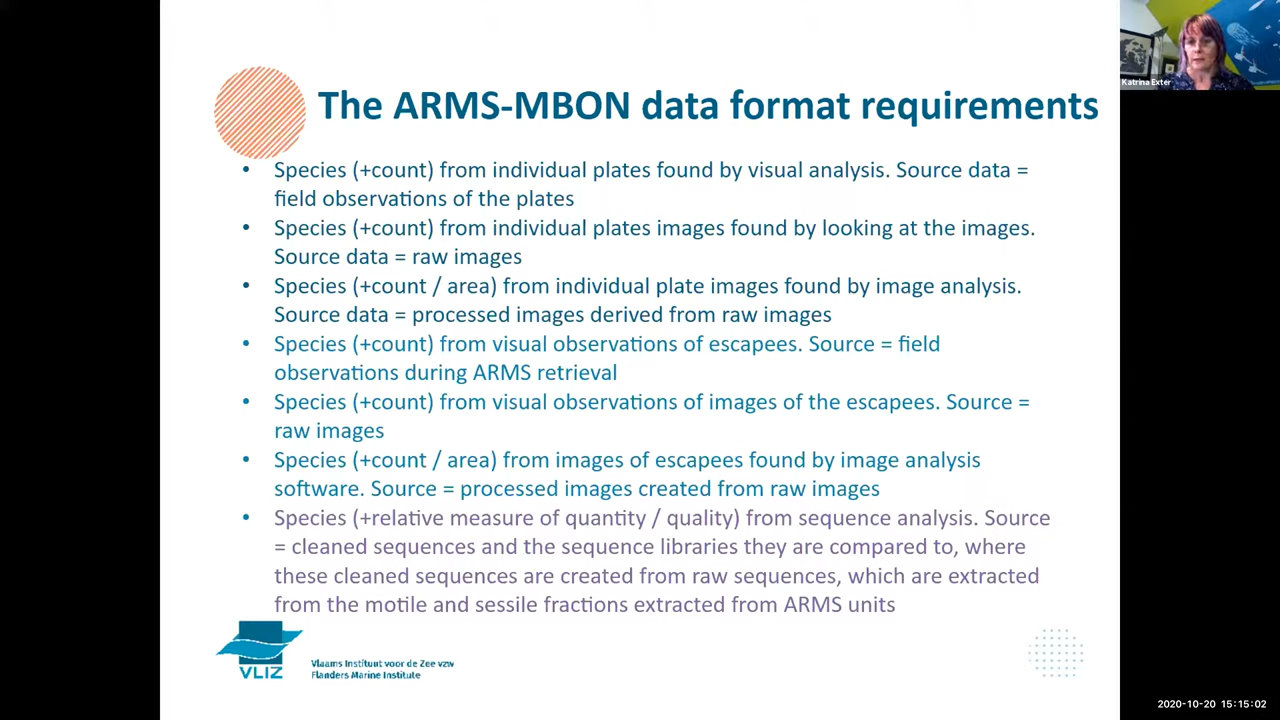 Katrina Exter
The ARMS-MBON data format requirements
• Species (+count) from individual plates found by visual analysis. Source data =
field observations of the plates
• Species (+count) from individual plates images found by looking at the images.
Source data = raw images
• Species (+count / area) from individual plate images found by image analysis.
Source data = processed images derived from raw images
• Species (+count) from visual observations of escapees. Source = field
observations during ARMS retrieval
• Species (+count) from visual observations of images of the escapees. Source =
raw images
• Species (+count / area) from images of escapees found by image analysis
software. Source = processed images created from raw images
• Species (+relative measure of quantity / quality) from sequence analysis. Source
= cleaned sequences and the sequence libraries they are compared to, where
these cleaned sequences are created from raw sequences, which are extracted
from the motile and sessile fractions extracted from ARMS units
VLIZ
Vlaams Instituut voor de Zee vzw
Flanders Marine Institute
2020-10-20 15:15:02